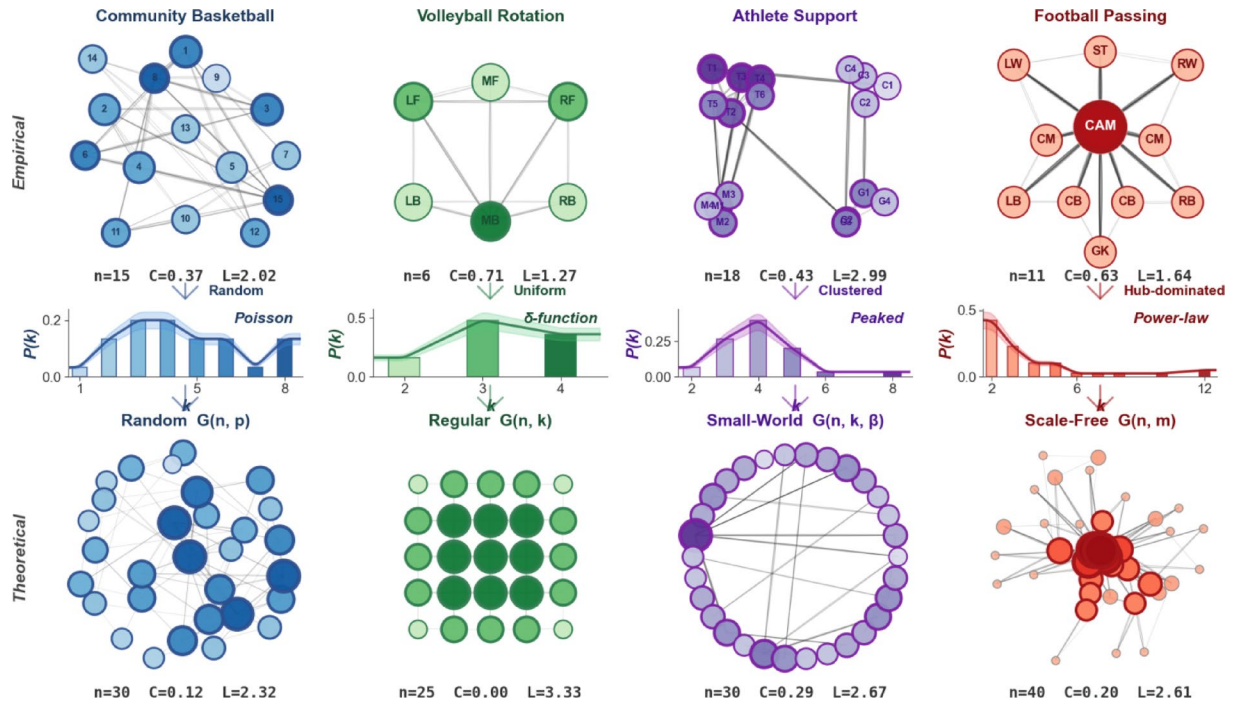 Community Basketball
Volleyball Rotation
Athlete Support
Football Passing
Empirical
14
1
8
9
2
3
13
6
4
5
7
15
11
10
12
MF
LF
RF
LB
MB
RB
T1
T3
T4
T6
T5
T2
C4
C3
C1
C2
M3
M4
M2
G1
G4
G2
ST
LW
RW
CAM
CM
CM
LB
CB
CB
RB
GK
n=15 C=0.37 L=2.02
n=6 C=0.71 L=1.27
n=18 C=0.43 L=2.99
n=11 C=0.63 L=1.64
Random
Uniform
Clustered
Hub-dominated
P(k)
0.2
0.0
Poisson
1
5
8
k
P(k)
0.5
0.0
δ-function
2
3
4
k
P(k)
0.25
0.00
Peaked
2
4
6
8
k
P(k)
0.5
0.0
Power-law
2
6
12
k
Random G(n, p)
Regular G(n, k)
Small-World G(n, k, β)
Scale-Free G(n, m)
Theoretical
n=30 C=0.12 L=2.32
n=25 C=0.00 L=3.33
n=30 C=0.29 L=2.67
n=40 C=0.20 L=2.61